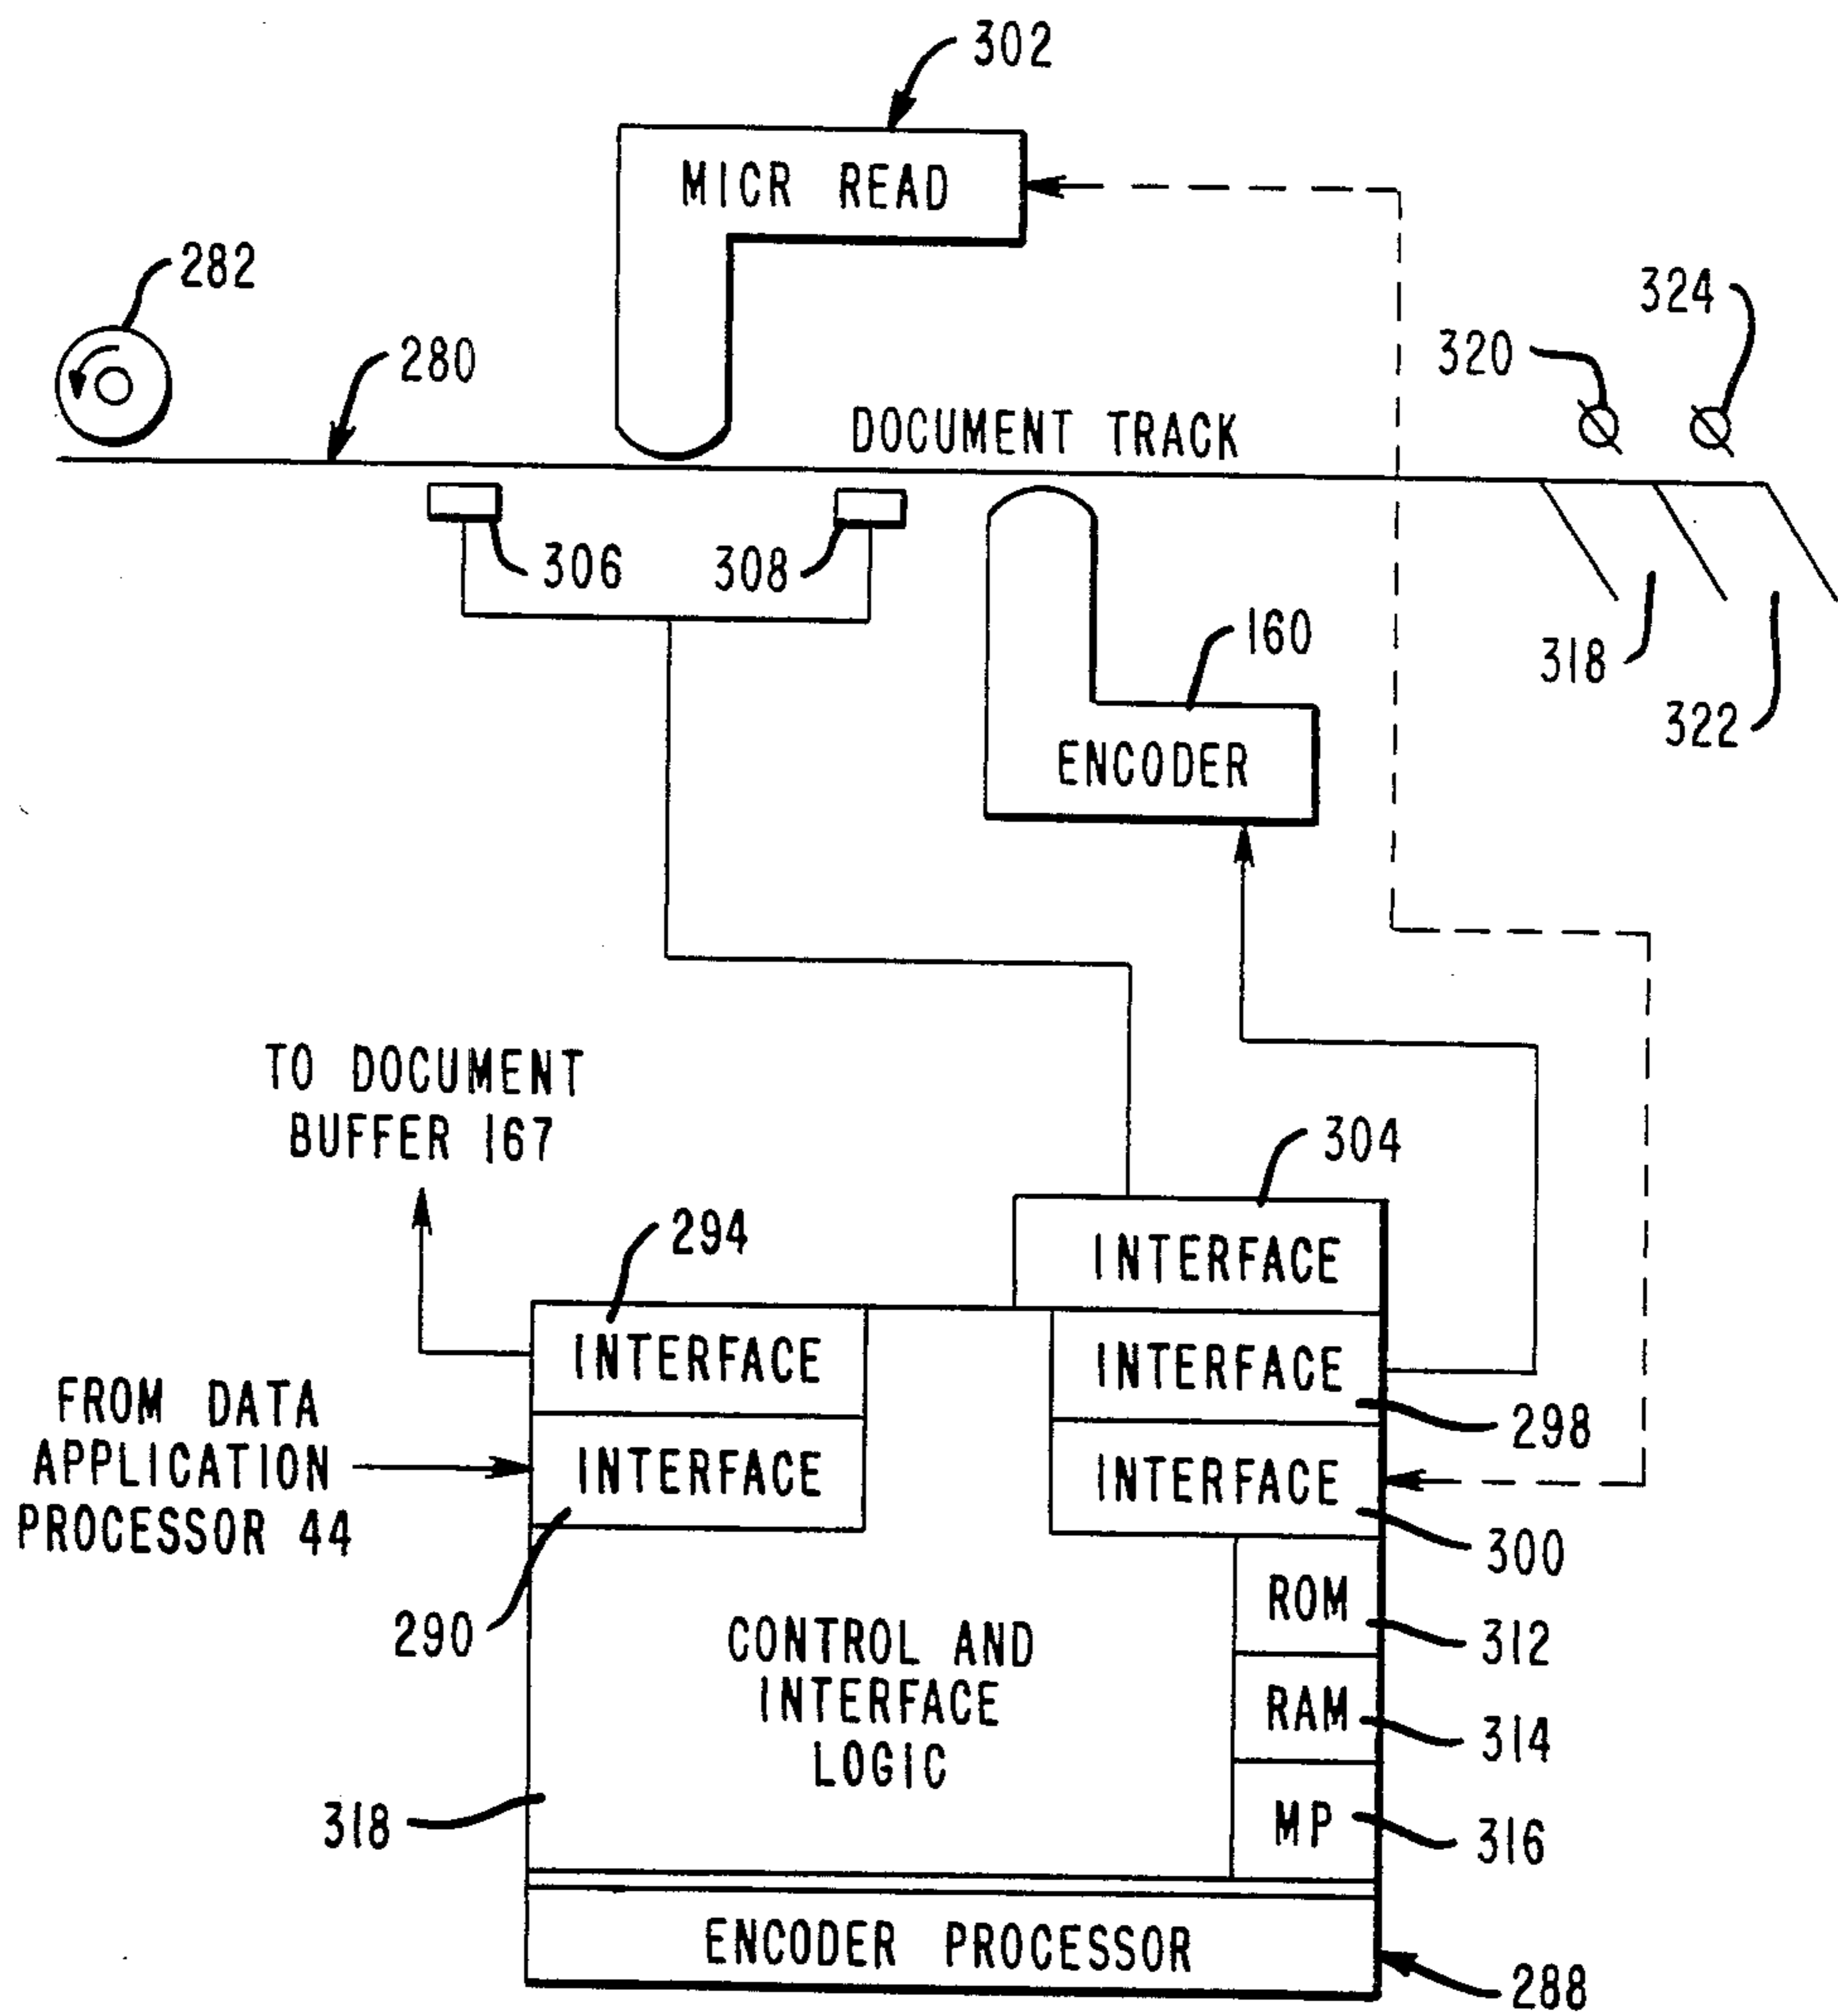 302
MICR READ
282
280
324
320
DOCUMENT TRACK
306
308
318
322
160
ENCODER
TO DOCUMENT
BUFFER 167
304
294
INTERFACE
INTERFACE
INTERFACE
298
FROM DATA
APPLICATION
PROCESSOR 44
INTERFACE
INTERFACE
300
290
ROM
312
CONTROL AND
INTERFACE
LOGIC
RAM
314
318
MP
316
ENCODER PROCESSOR
288